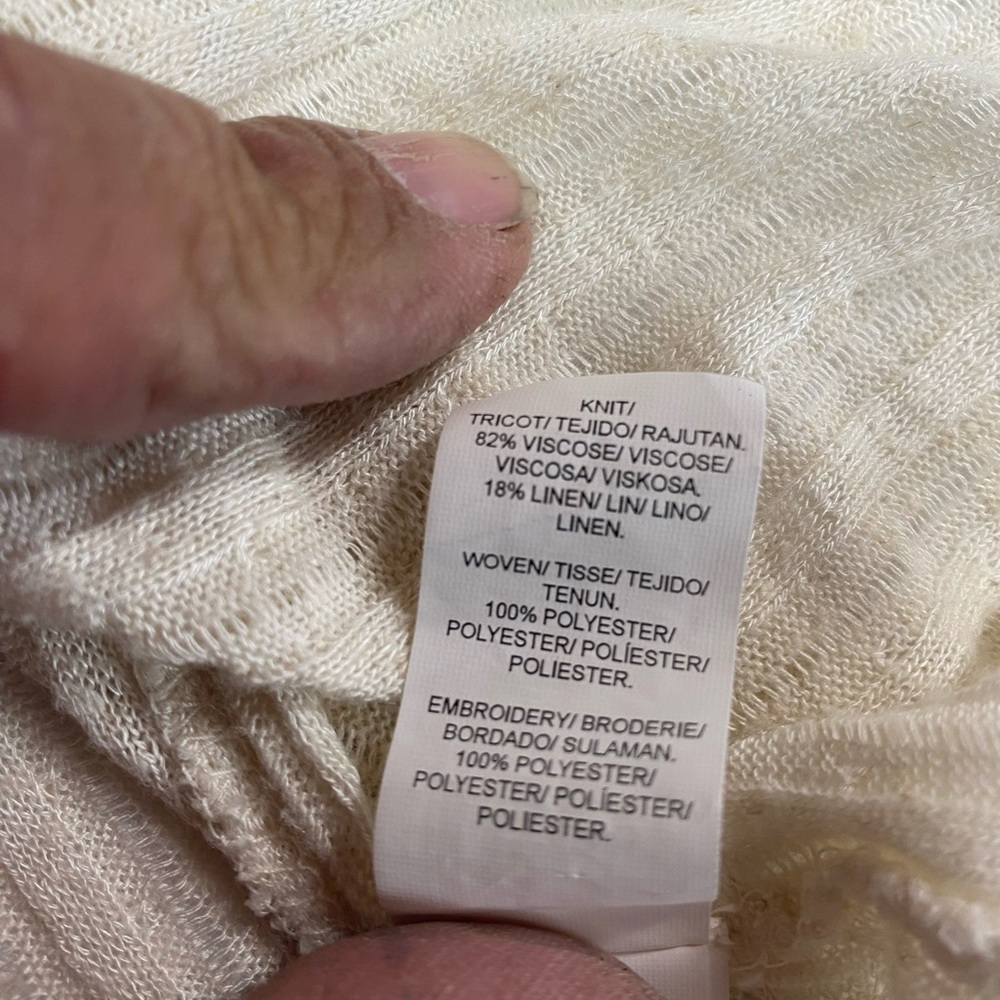 KNIT/
TRICOT/ TEJIDO/ RAJUTAN.
82% VISCOSE/ VISCOSE/
VISCOSA/ VISKOSA.
18% LINEN/ LIN/ LINO/
LINEN.
WOVEN/ TISSE/ TEJIDO/
TENUN.
100% POLYESTER/
POLYESTER/ POLÍESTER/
POLIESTER.
EMBROIDERY/ BRODERIE/
BORDADO/ SULAMAN.
100% POLYESTER/
POLYESTER/ POLÍESTER/
POLIESTER.